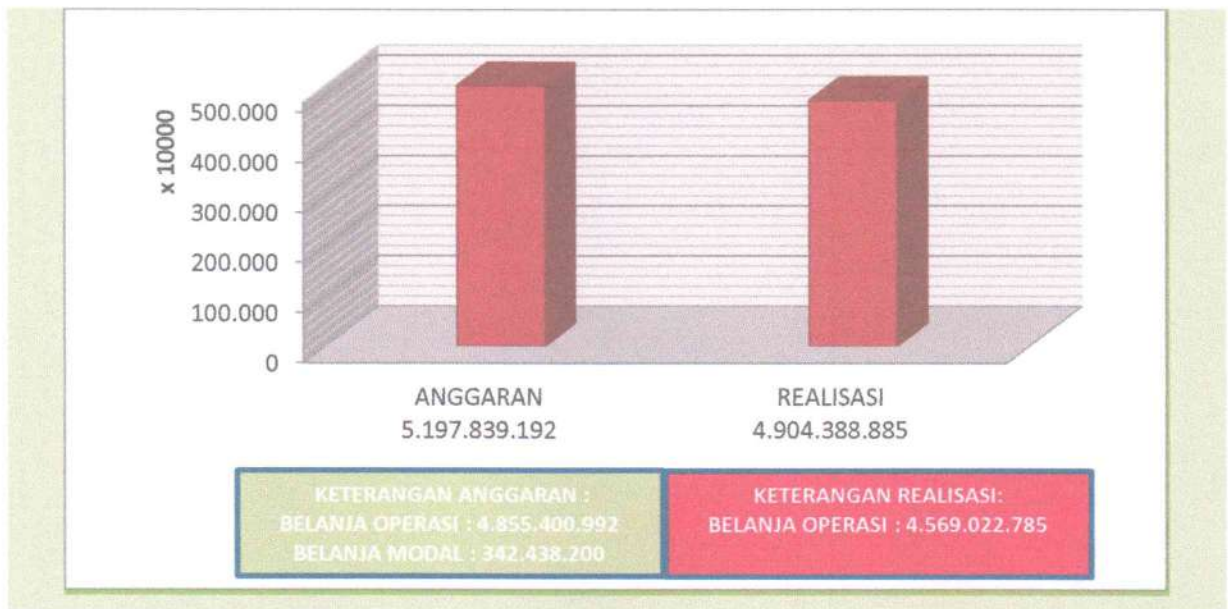 x 10000
500.000
400.000
300.000
200.000
100.000
0
ANGGARAN
5.197.839.192
REALISASI
4.904.388.885
KETERANGAN ANGGARAN :
BELANJA OPERASI : 4.855.400.992
BELANJA MODAL : 342.438.200
KETERANGAN REALISASI:
BELANJA OPERASI : 4.569.022.785